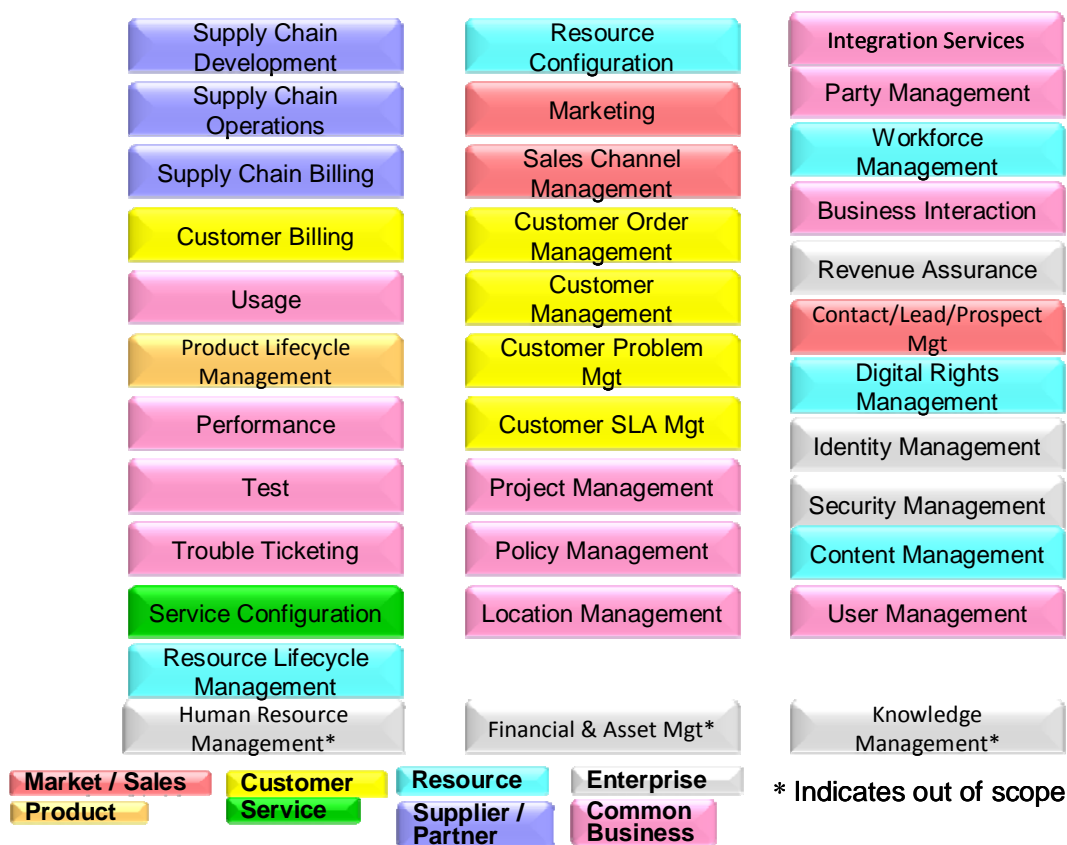 Supply Chain
Development
Supply Chain
Operations
Supply Chain Billing
Customer Billing
Usage
Product Lifecycle
Management
Performance
Test
Trouble Ticketing
Service Configuration
Resource Lifecycle
Management
Human Resource
Management*
Resource
Configuration
Marketing
Sales Channel
Management
Customer Order
Management
Customer
Management
Customer Problem
Mgt
Customer SLA Mgt
Project Management
Policy Management
Location Management
Financial & Asset Mgt*
Integration Services
Party Management
Workforce
Management
Business Interaction
Revenue Assurance
Contact/Lead/Prospect
Mgt
Digital Rights
Management
Identity Management
Security Management
Content Management
User Management
Knowledge
Management*
Market / Sales
Customer
Resource
Enterprise
Product
Service
Supplier /
Partner
Common
Business
* Indicates out of scope